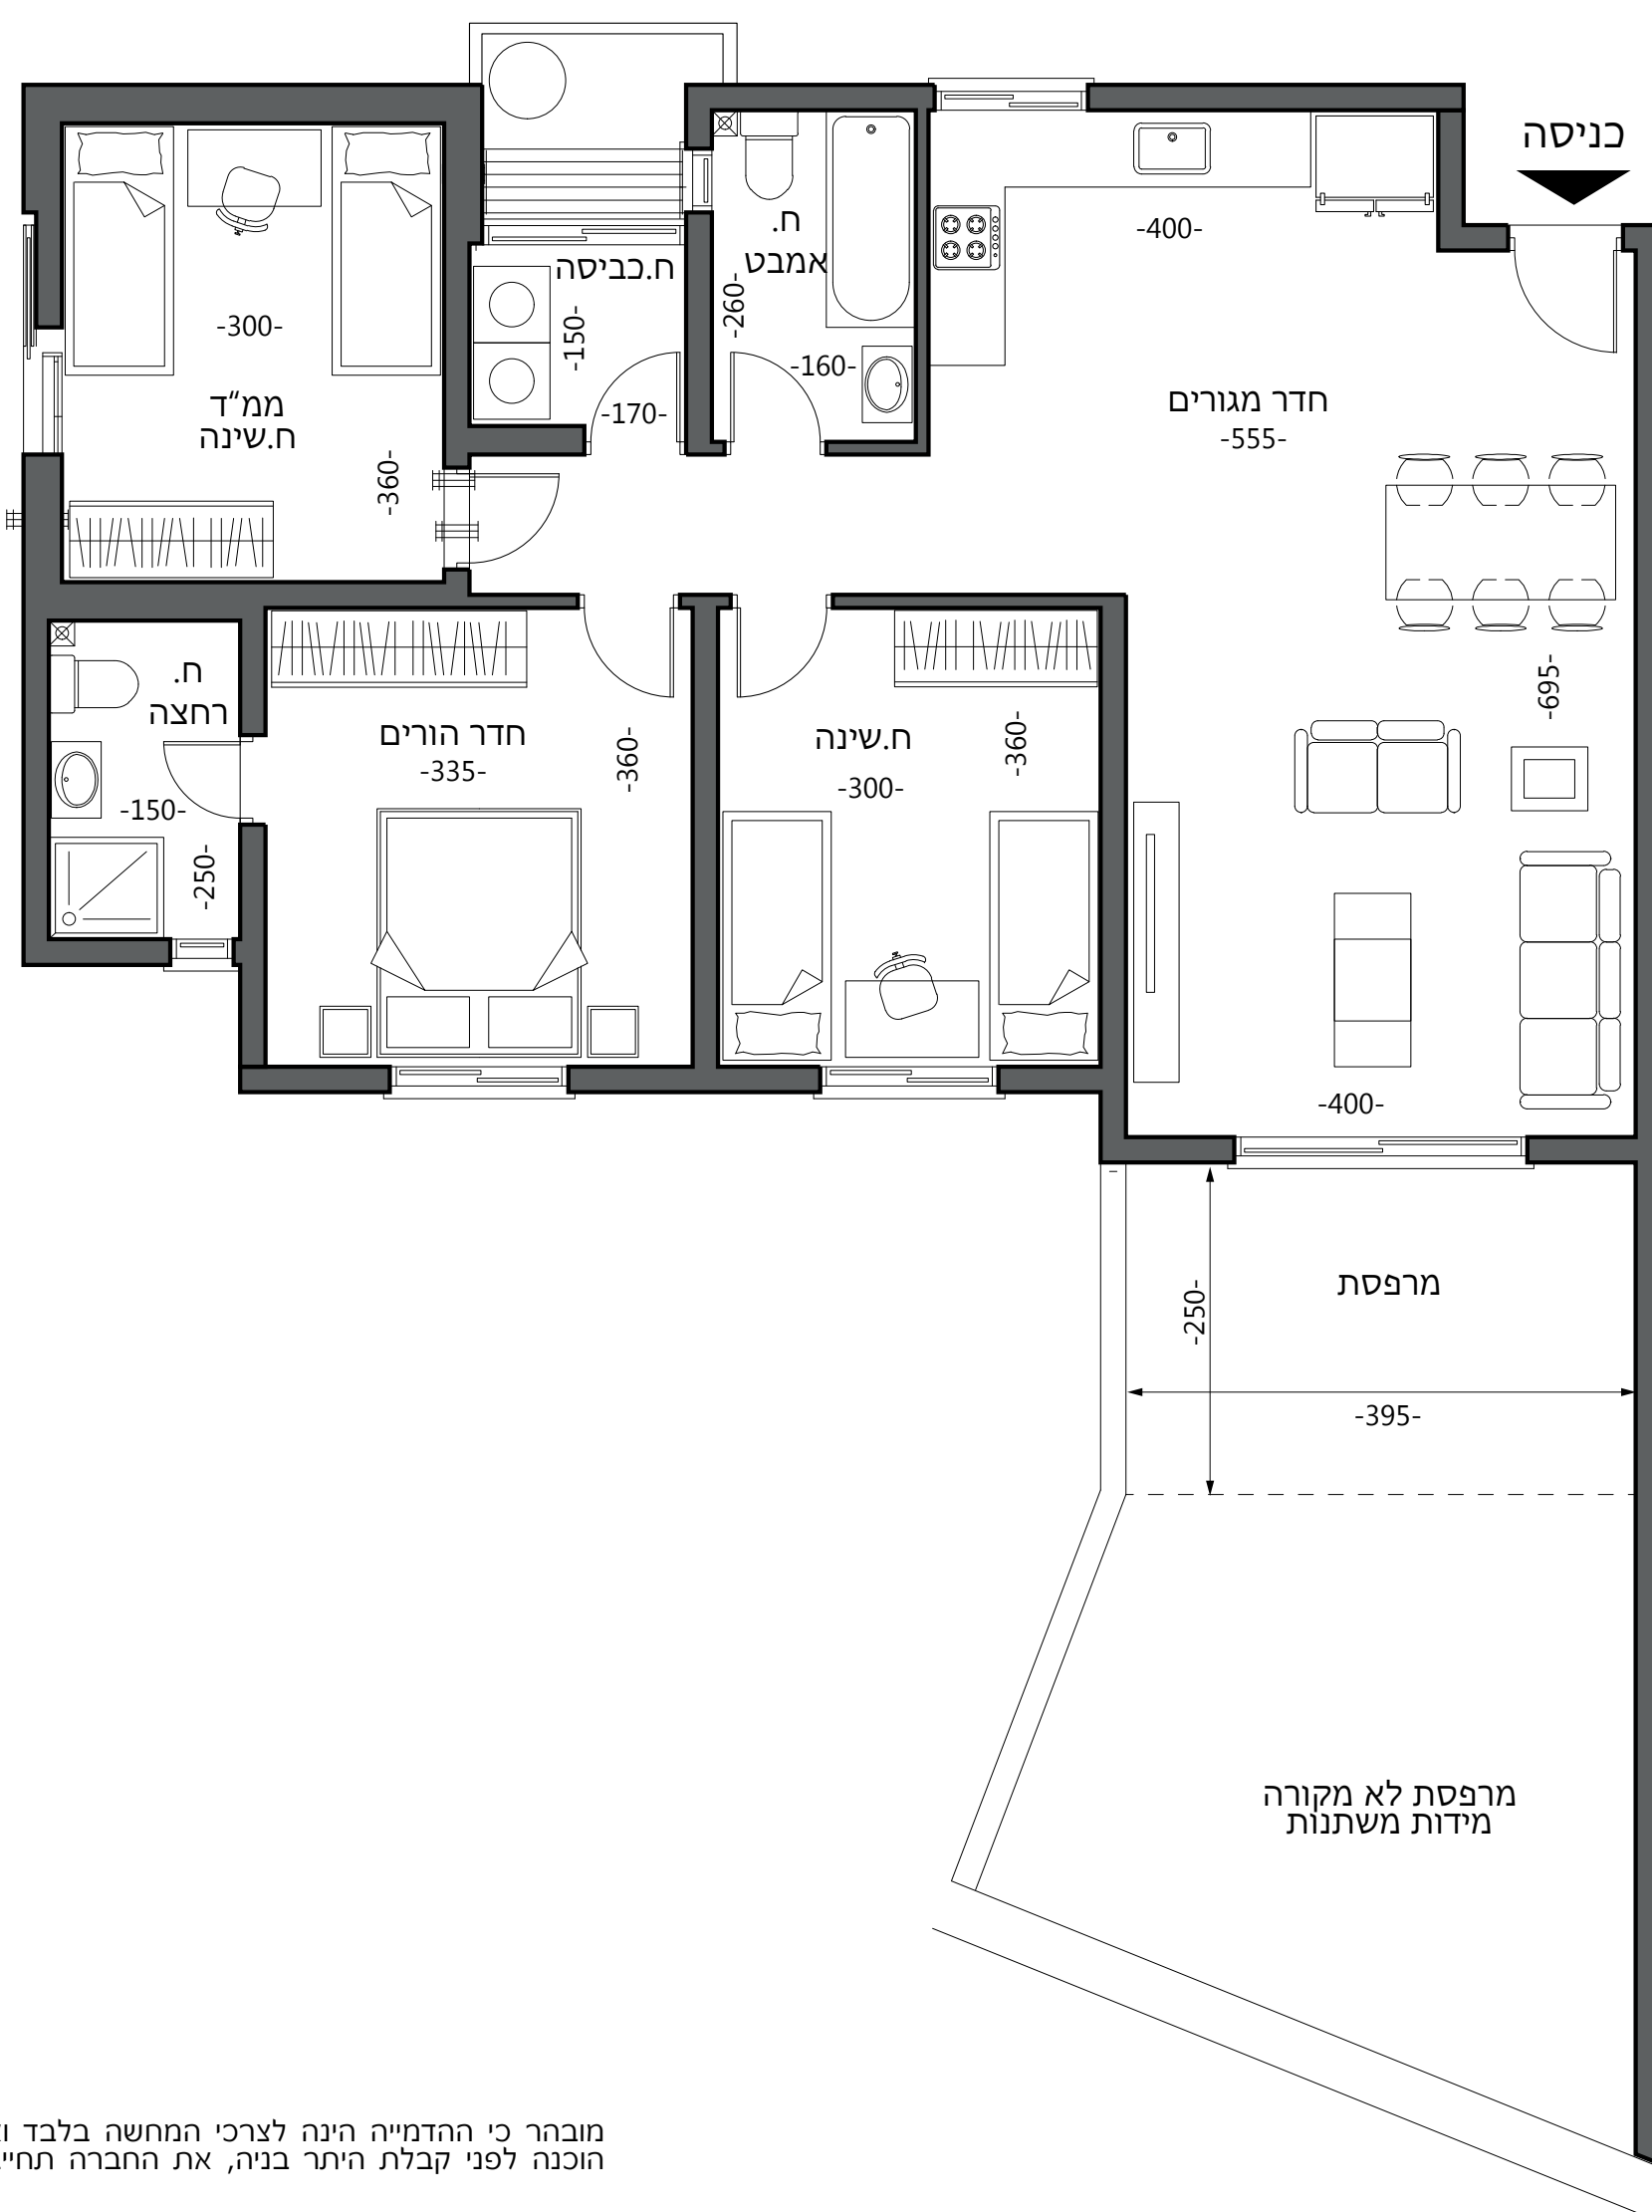 כניסה
-400-
ח.
אמבט
-260-
-160-
ח.כביסה
-150-
-170-
-300-
ממ"ד
ח.שינה
-360-
חדר מגורים
-555-
-695-
-400-
ח.
רחצה
-150-
-250-
חדר הורים
-335-
-360-
ח.שינה
-300-
-360-
מרפסת
-250-
-395-
מרפסת לא מקורה
מידות משתנות
מובהר כי ההדמייה הינה לצרכי המחשה בלבד
הוכנה לפני קבלת היתר בניה, את החברה